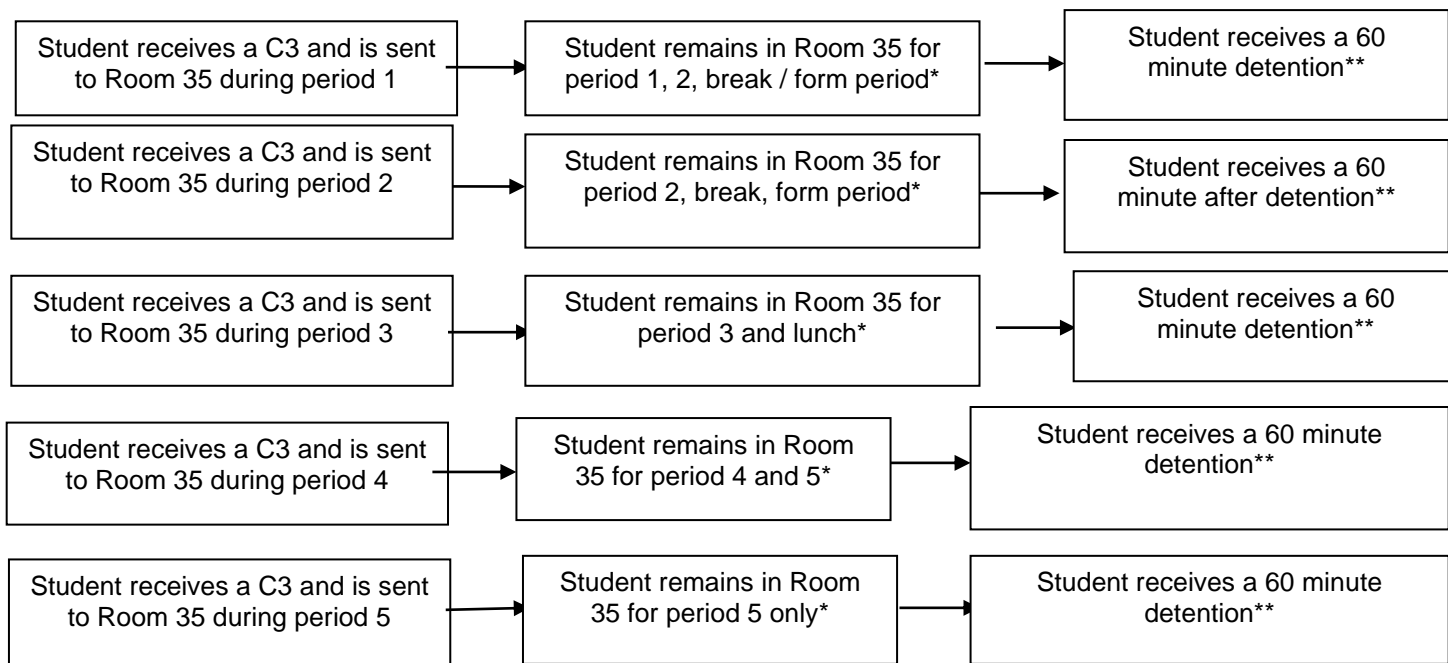 Student receives a C3 and is sent
to Room 35 during period 1
Student remains in Room 35 for
period 1, 2, break / form period*
Student receives a 60
minute detention**
Student receives a C3 and is sent
to Room 35 during period 2
Student remains in Room 35 for
period 2, break, form period*
Student receives a 60
minute after detention**
Student receives a C3 and is sent
to Room 35 during period 3
Student remains in Room 35 for
period 3 and lunch*
Student receives a 60
minute detention**
Student receives a C3 and is sent
to Room 35 during period 4
Student remains in Room
35 for period 4 and 5*
Student receives a 60 minute
detention**
Student receives a C3 and is sent
to Room 35 during period 5
Student remains in Room
35 for period 5 only*
Student receives a 60 minute
detention**